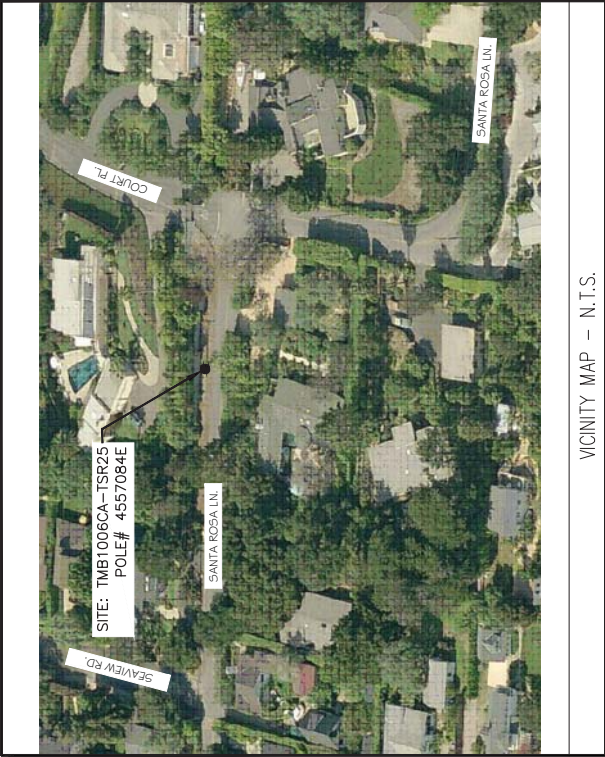 SANTA ROSA LN.
COURT PL.
SITE: TMB1006CA-TSR25
POLE# 4557084E
SANTA ROSA LN.
SEAVIEW RD.
VICINITY MAP - N.T.S.